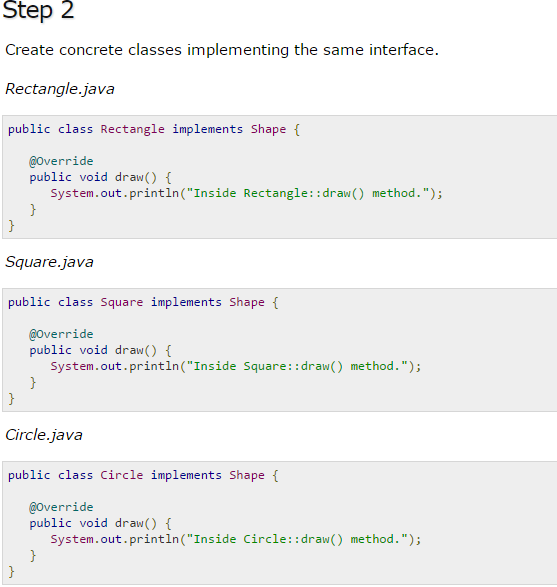 Step 2
Create concrete classes implementing the same interface.
Rectangle.java
public class Rectangle implements Shape {
@Override
public void draw() {
System.out.println("Inside Rectangle::draw() method.");
}
}
Square.java
public class Square implements Shape {
@Override
public void draw() {
System.out.println("Inside Square::draw() method.");
}
}
Circle.java
public class Circle implements Shape {
@Override
public void draw() {
System.out.println("Inside Circle::draw() method.");
}
}